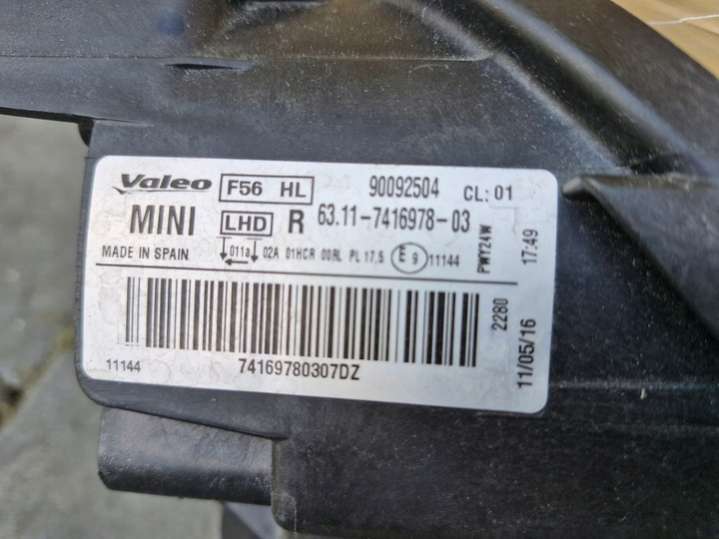 Valeo F56 HL 90092504 CL: 01
MINI LHD R 63.11-7416978-03
MADE IN SPAIN 011a 02A 01HCR 00RL PL 17,5 E 9 11144
PWY24W
2280
17:49
11/05/16
11144 74169780307DZ